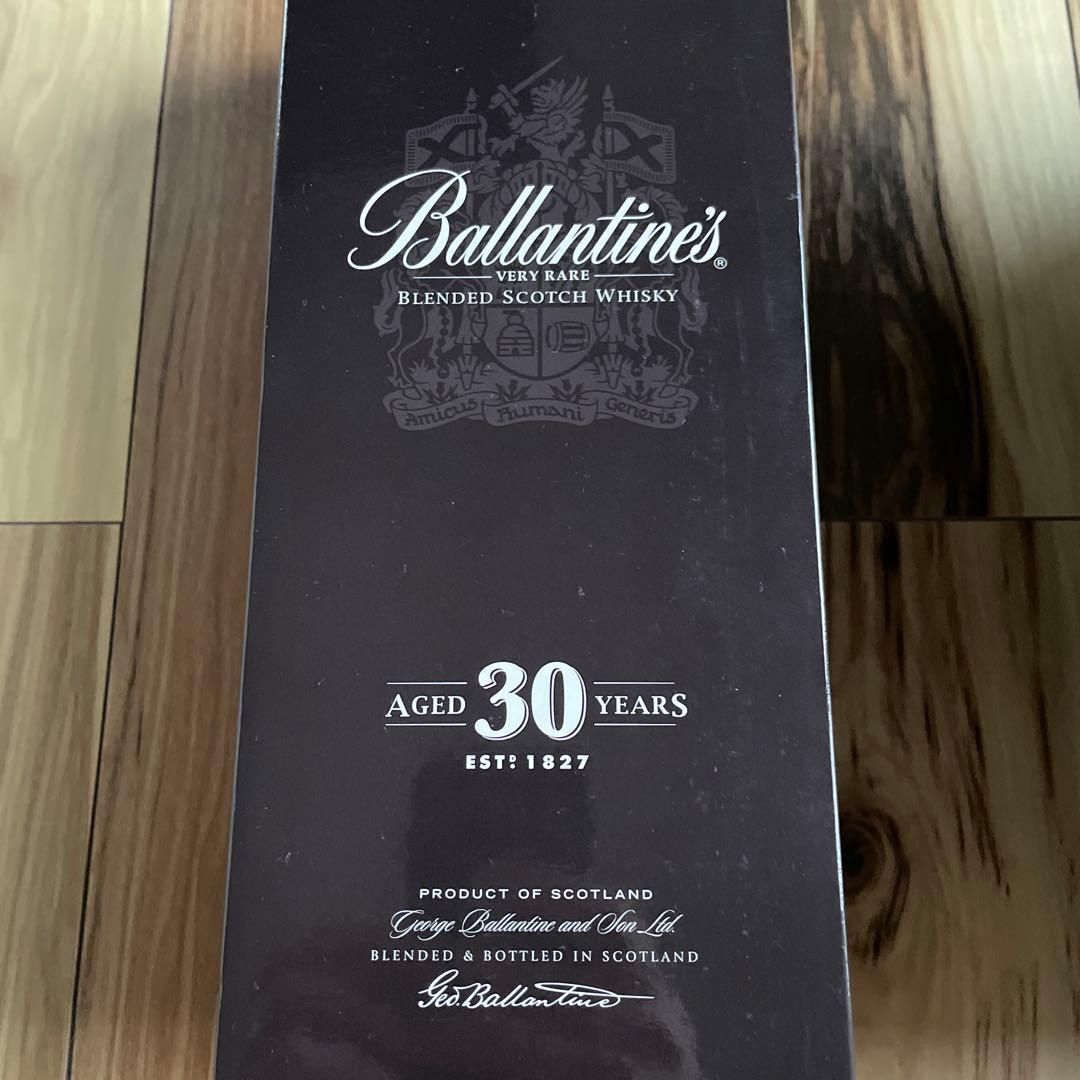 Ballantine's®
VERY RARE
BLENDED SCOTCH WHISKY
Amicus Humani Generis
AGED 30 YEARS
ESTD. 1827
PRODUCT OF SCOTLAND
George Ballantine and Son Ltd.
BLENDED & BOTTLED IN SCOTLAND
Geo. Ballantine